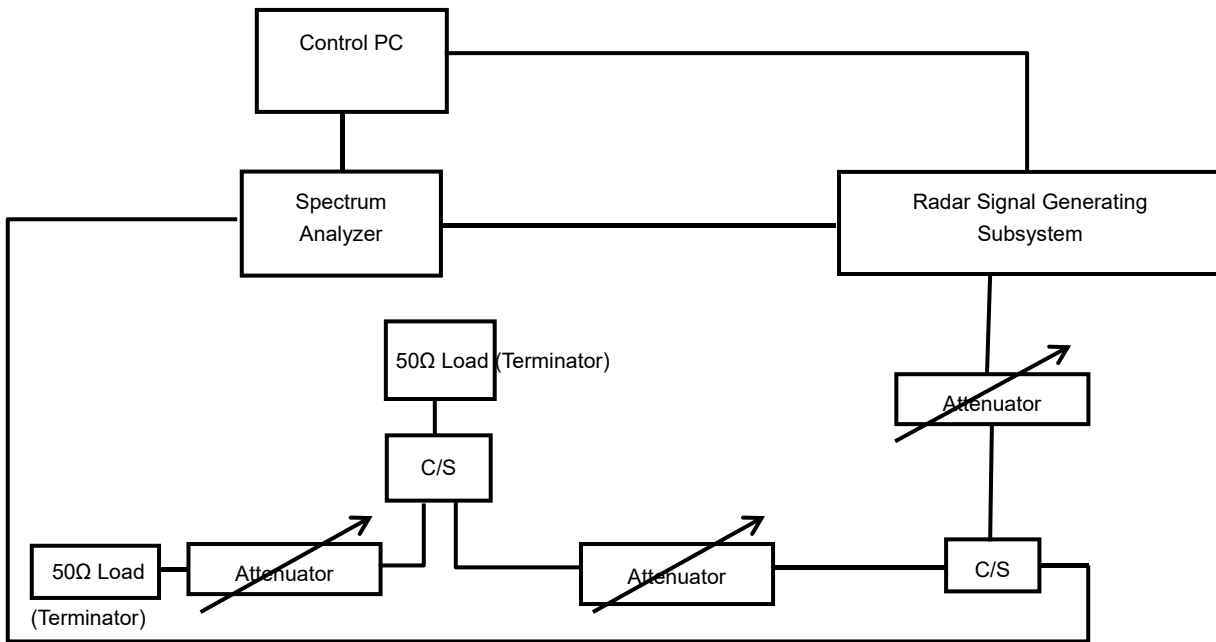 Control PC
Spectrum
Analyzer
Radar Signal Generating
Subsystem
50Ω Load (Terminator)
Attenuator
C/S
50Ω Load
(Terminator)
Attenuator
Attenuator
C/S